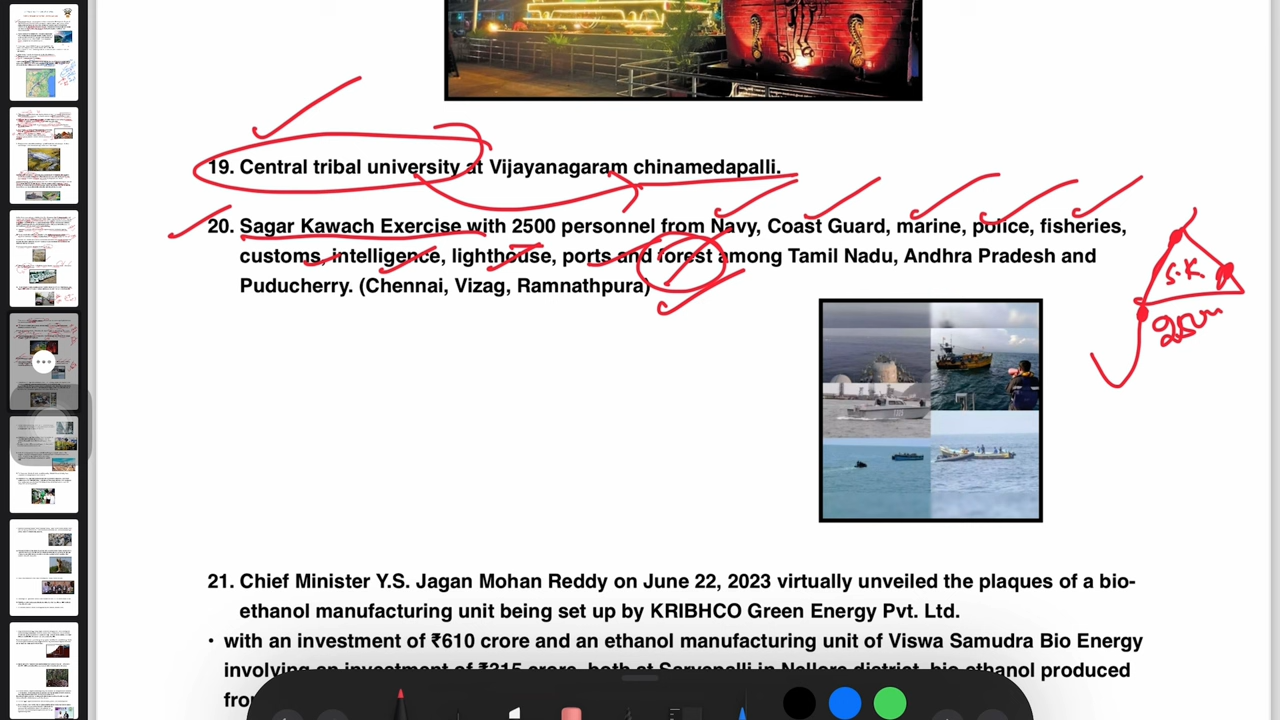 19. Central tribal university at Vijayanagaram chinamedapalli.
20. Sagar Kawach Exercise with 2500 personnel from Navy, Coast Guard, marine, police, fisheries,
customs, intelligence, lighthouse, ports and forest among Tamil Nadu, Andhra Pradesh and
Puducherry. (Chennai, Vizag, Ramnathpura)
S.K.
21. Chief Minister Y.S. Jagan Mohan Reddy on June 22, 2023 virtually unveiled the plaques of a bio-
ethanol manufacturing unit being set up by KRIBHCO Green Energy Pvt. Ltd.
• with an investment of ₹610 crore and an ethanol manufacturing unit of Viswa Samudra Bio Energy
involving
ethanol produced